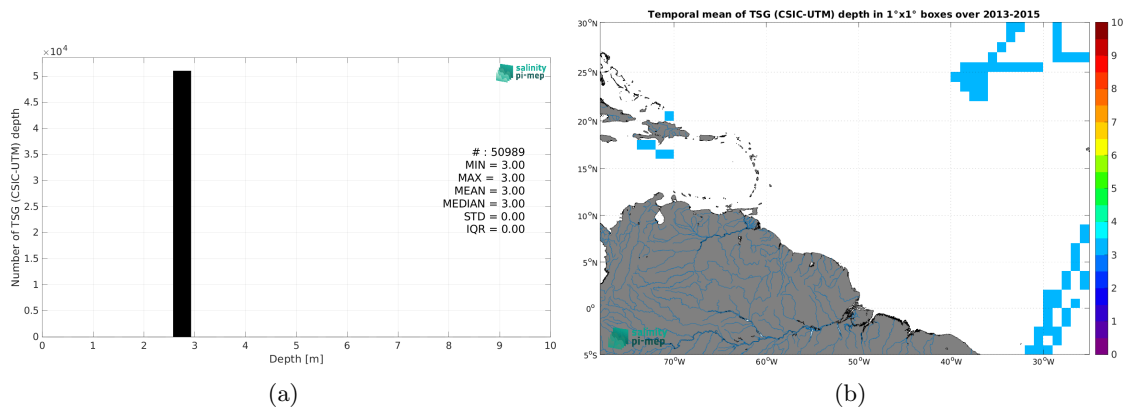 ×10⁴
5
4.5
4
3.5
3
2.5
2
1.5
1
0.5
0
Number of TSG (CSIC-UTM) depth
0 1 2 3 4 5 6 7 8 9 10
Depth [m]
salinity
pi-mep
# : 50989
MIN = 3.00
MAX = 3.00
MEAN = 3.00
MEDIAN = 3.00
STD = 0.00
IQR = 0.00
(a)
Temporal mean of TSG (CSIC-UTM) depth in 1°x1° boxes over 2013-2015
30°N
25°N
20°N
15°N
10°N
5°N
0°
5°S
70°W 60°W 50°W 40°W 30°W
salinity
pi-mep
10
9
8
7
6
5
4
3
2
1
0
(b)